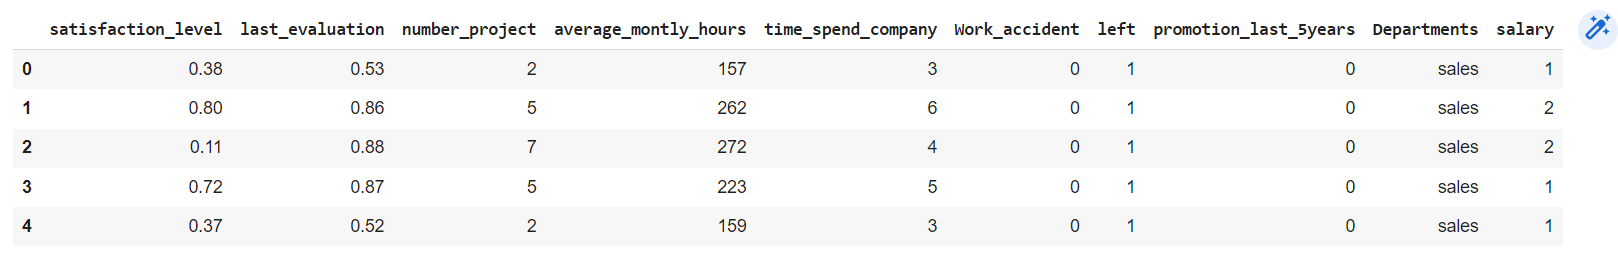 satisfaction_level last_evaluation number_project average_montly_hours time_spend_company Work_accident left promotion_last_5years Departments salary
0 0.38 0.53 2 157 3 0 1 0 sales 1
1 0.80 0.86 5 262 6 0 1 0 sales 2
2 0.11 0.88 7 272 4 0 1 0 sales 2
3 0.72 0.87 5 223 5 0 1 0 sales 1
4 0.37 0.52 2 159 3 0 1 0 sales 1